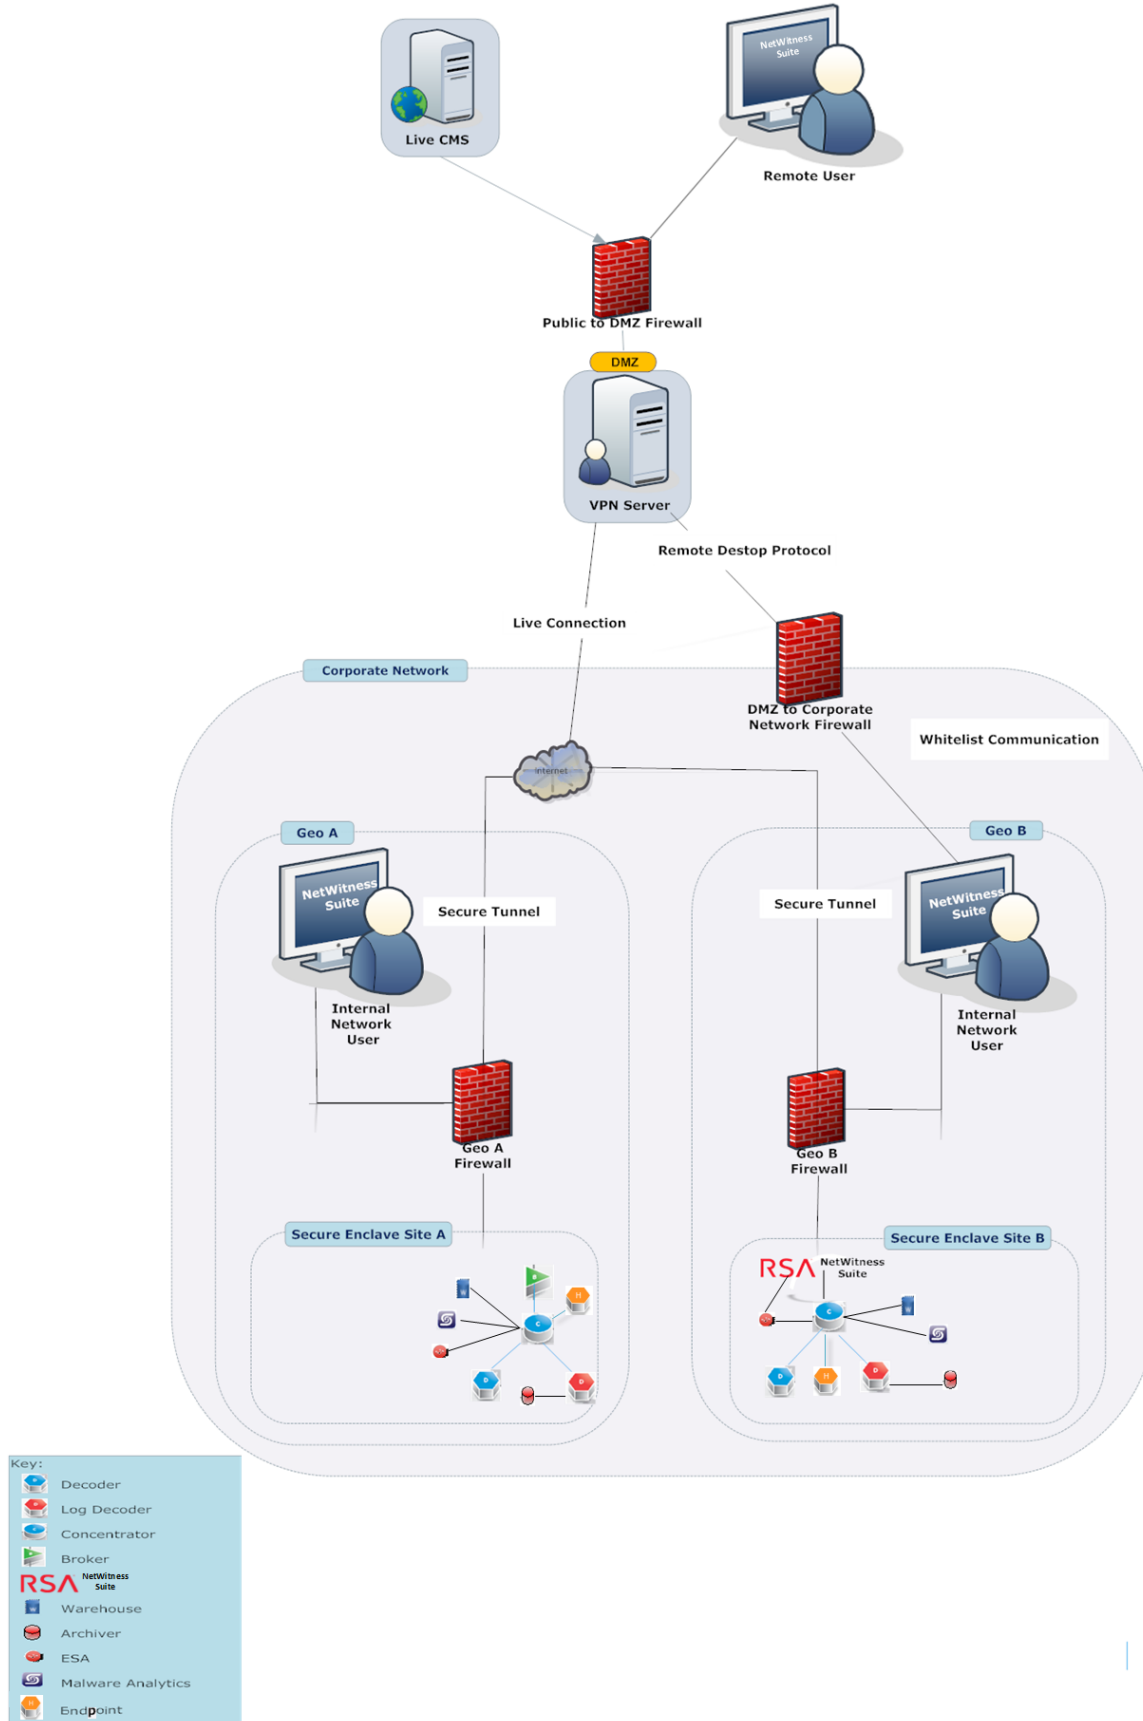 NetWitness
Suite
Live CMS
Remote User
Public to DMZ Firewall
DMZ
VPN Server
Remote Destop Protocol
Live Connection
Corporate Network
DMZ to Corporate
Network Firewall
Whitelist Communication
Internet
Geo A
Geo B
NetWitness
Suite
Secure Tunnel
Secure Tunnel
NetWitness
Suite
Internal
Network
User
Internal
Network
User
Geo A
Firewall
Geo B
Firewall
Secure Enclave Site A
Secure Enclave Site B
RSA NetWitness
Suite
W
B
H
C
D
D
C
W
D
H
D
Key:
D Decoder
D Log Decoder
C Concentrator
B Broker
RSA NetWitness
Suite
W Warehouse
Archiver
ESA
Malware Analytics
H Endpoint